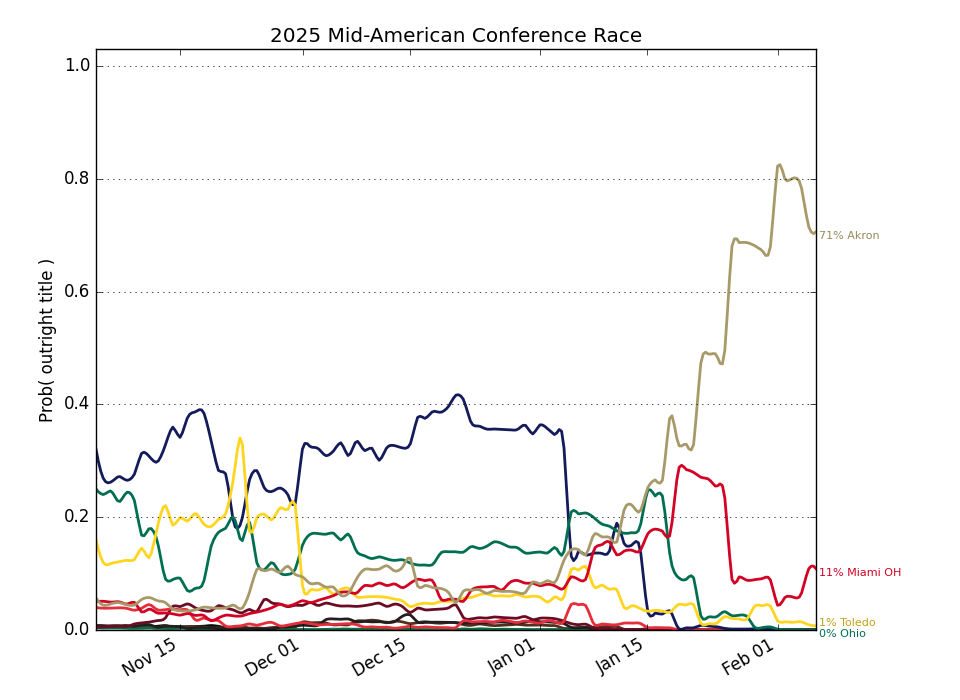 2025 Mid-American Conference Race
Prob( outright title )
1.0
0.8
0.6
0.4
0.2
0.0
71% Akron
11% Miami OH
1% Toledo
0% Ohio
Nov 15
Dec 01
Dec 15
Jan 01
Jan 15
Feb 01